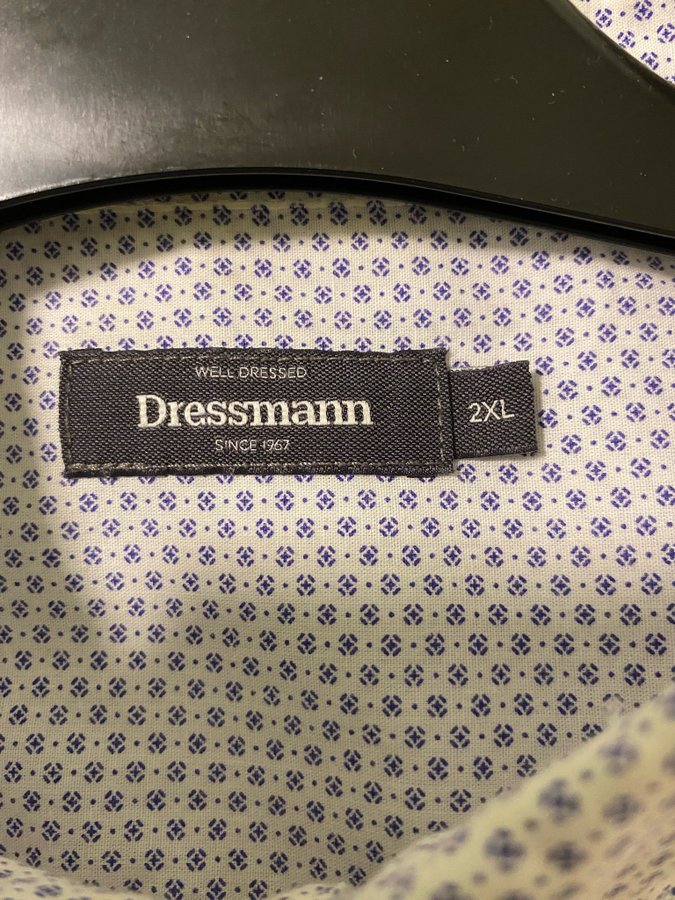 WELL DRESSED
Dressmann
SINCE 1967
2XL